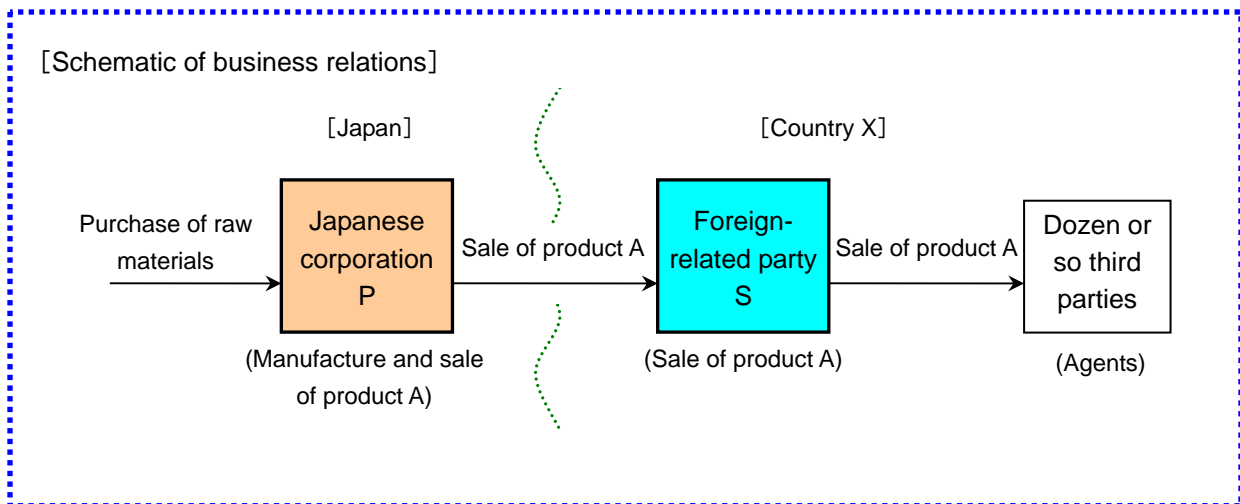 [Schematic of business relations]
[Japan]
[Country X]
Purchase of raw
materials
Japanese
corporation
P
Sale of product A
Foreign-
related party
S
Sale of product A
Dozen or
so third
parties
(Manufacture and sale
of product A)
(Sale of product A)
(Agents)